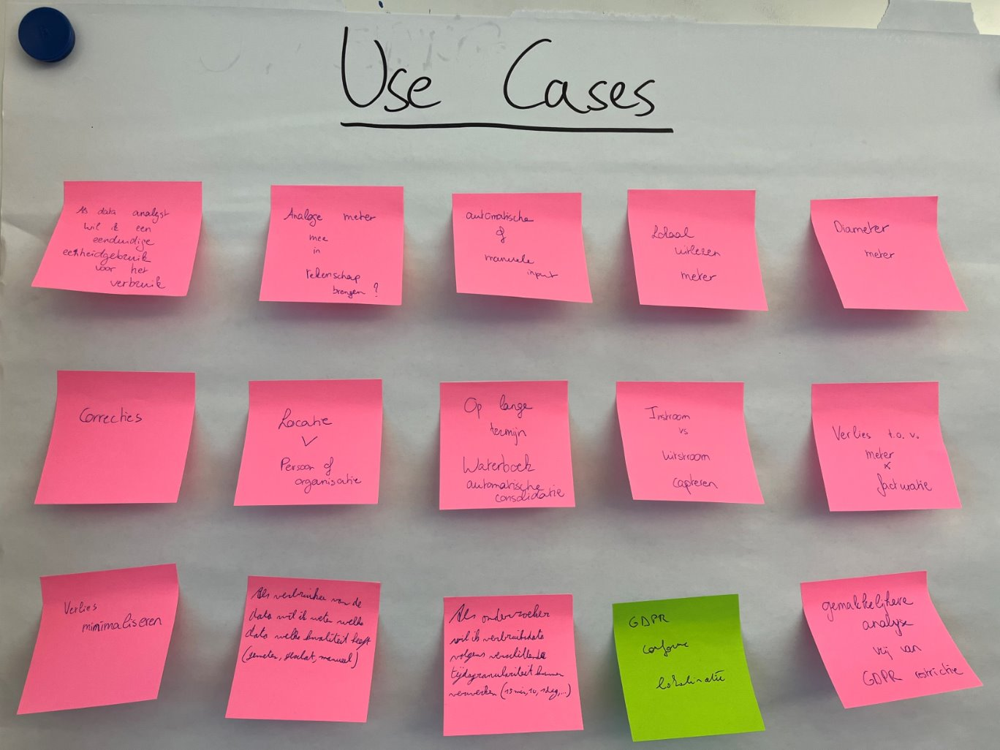 Use Cases
Als data analyst
wil ik een
eenduidige
eenheidgebruik
voor het
verbruik
Analoge meter
mee
in
rekenschap
brengen ?
automatische
of
manuele
input
Lokaal
uitlezen
meter
Diameter
meter
Correcties
Locatie
Persoon of
organisatie
Op lange
termijn
Waterboek
automatische
consolidatie
Instroom
vs
Uitstroom
capteren
Verlies t.o.v.
meter
x
facturatie
Verlies
minimaliseren
Als verbruiker van de
data wil ik weten welke
data welke kwaliteit heeft
(gemeten, geschat, manueel)
Als onderzoeker
wil ik verbruiksdata
volgens verschillende
tijdsgranulariteit kunnen
verwerken (15 min, 1u, 1dag, ...)
GDPR
conforme
gemakkelijkere
analyse
vrij van
GDPR restrictie